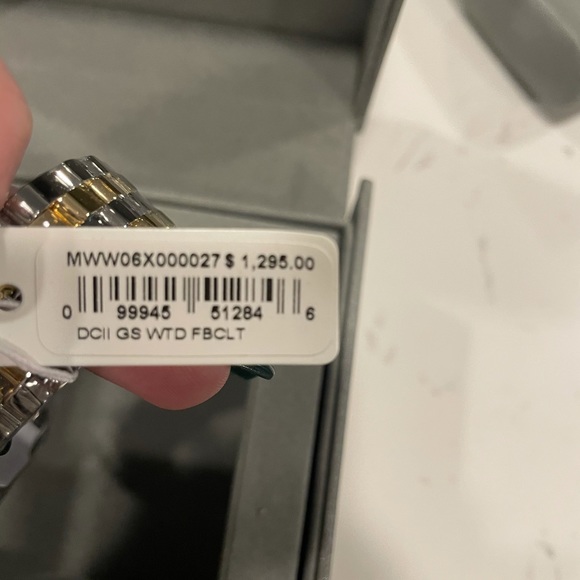 MWW06X000027 $ 1,295.00
0 99945 51284 6
DCII GS WTD FBCLT